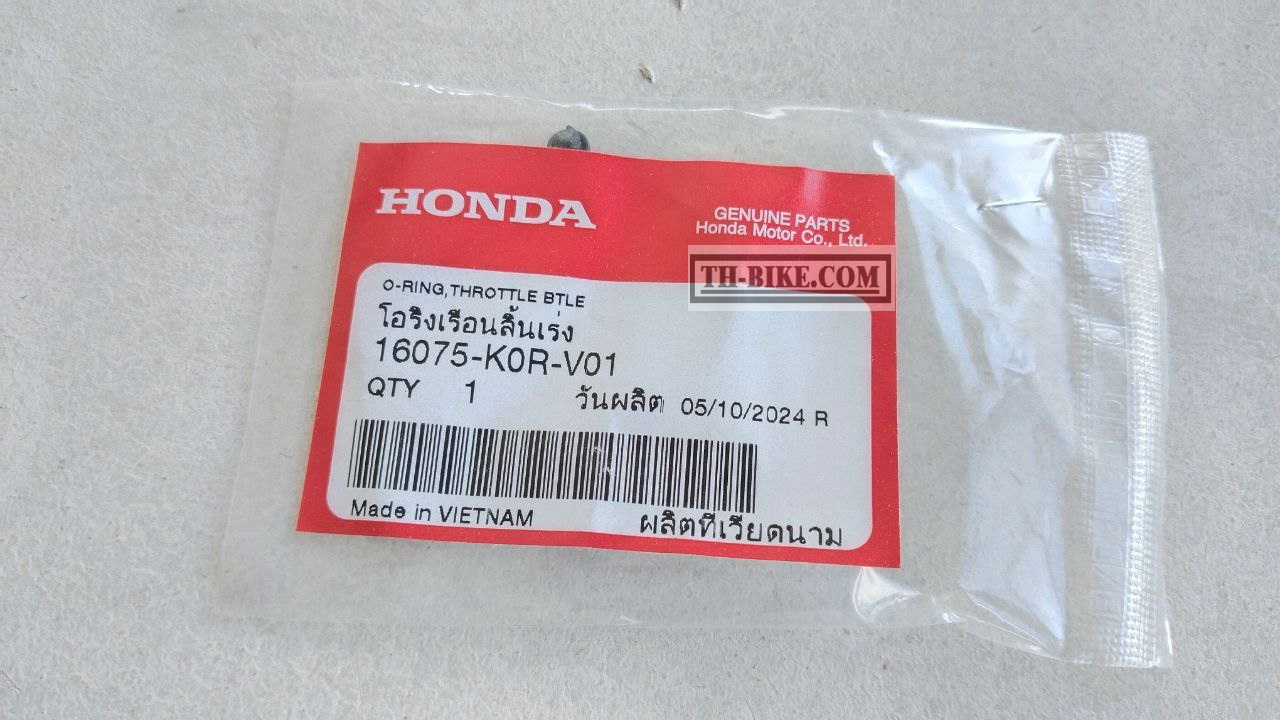 HONDA
GENUINE PARTS
Honda Motor Co., Ltd.
TH-BIKE.COM
O-RING,THROTTLE BTLE
โอริงเรือนลิ้นเร่ง
16075-K0R-V01
QTY 1 วันผลิต 05/10/2024 R
Made in VIETNAM ผลิตที่เวียดนาม